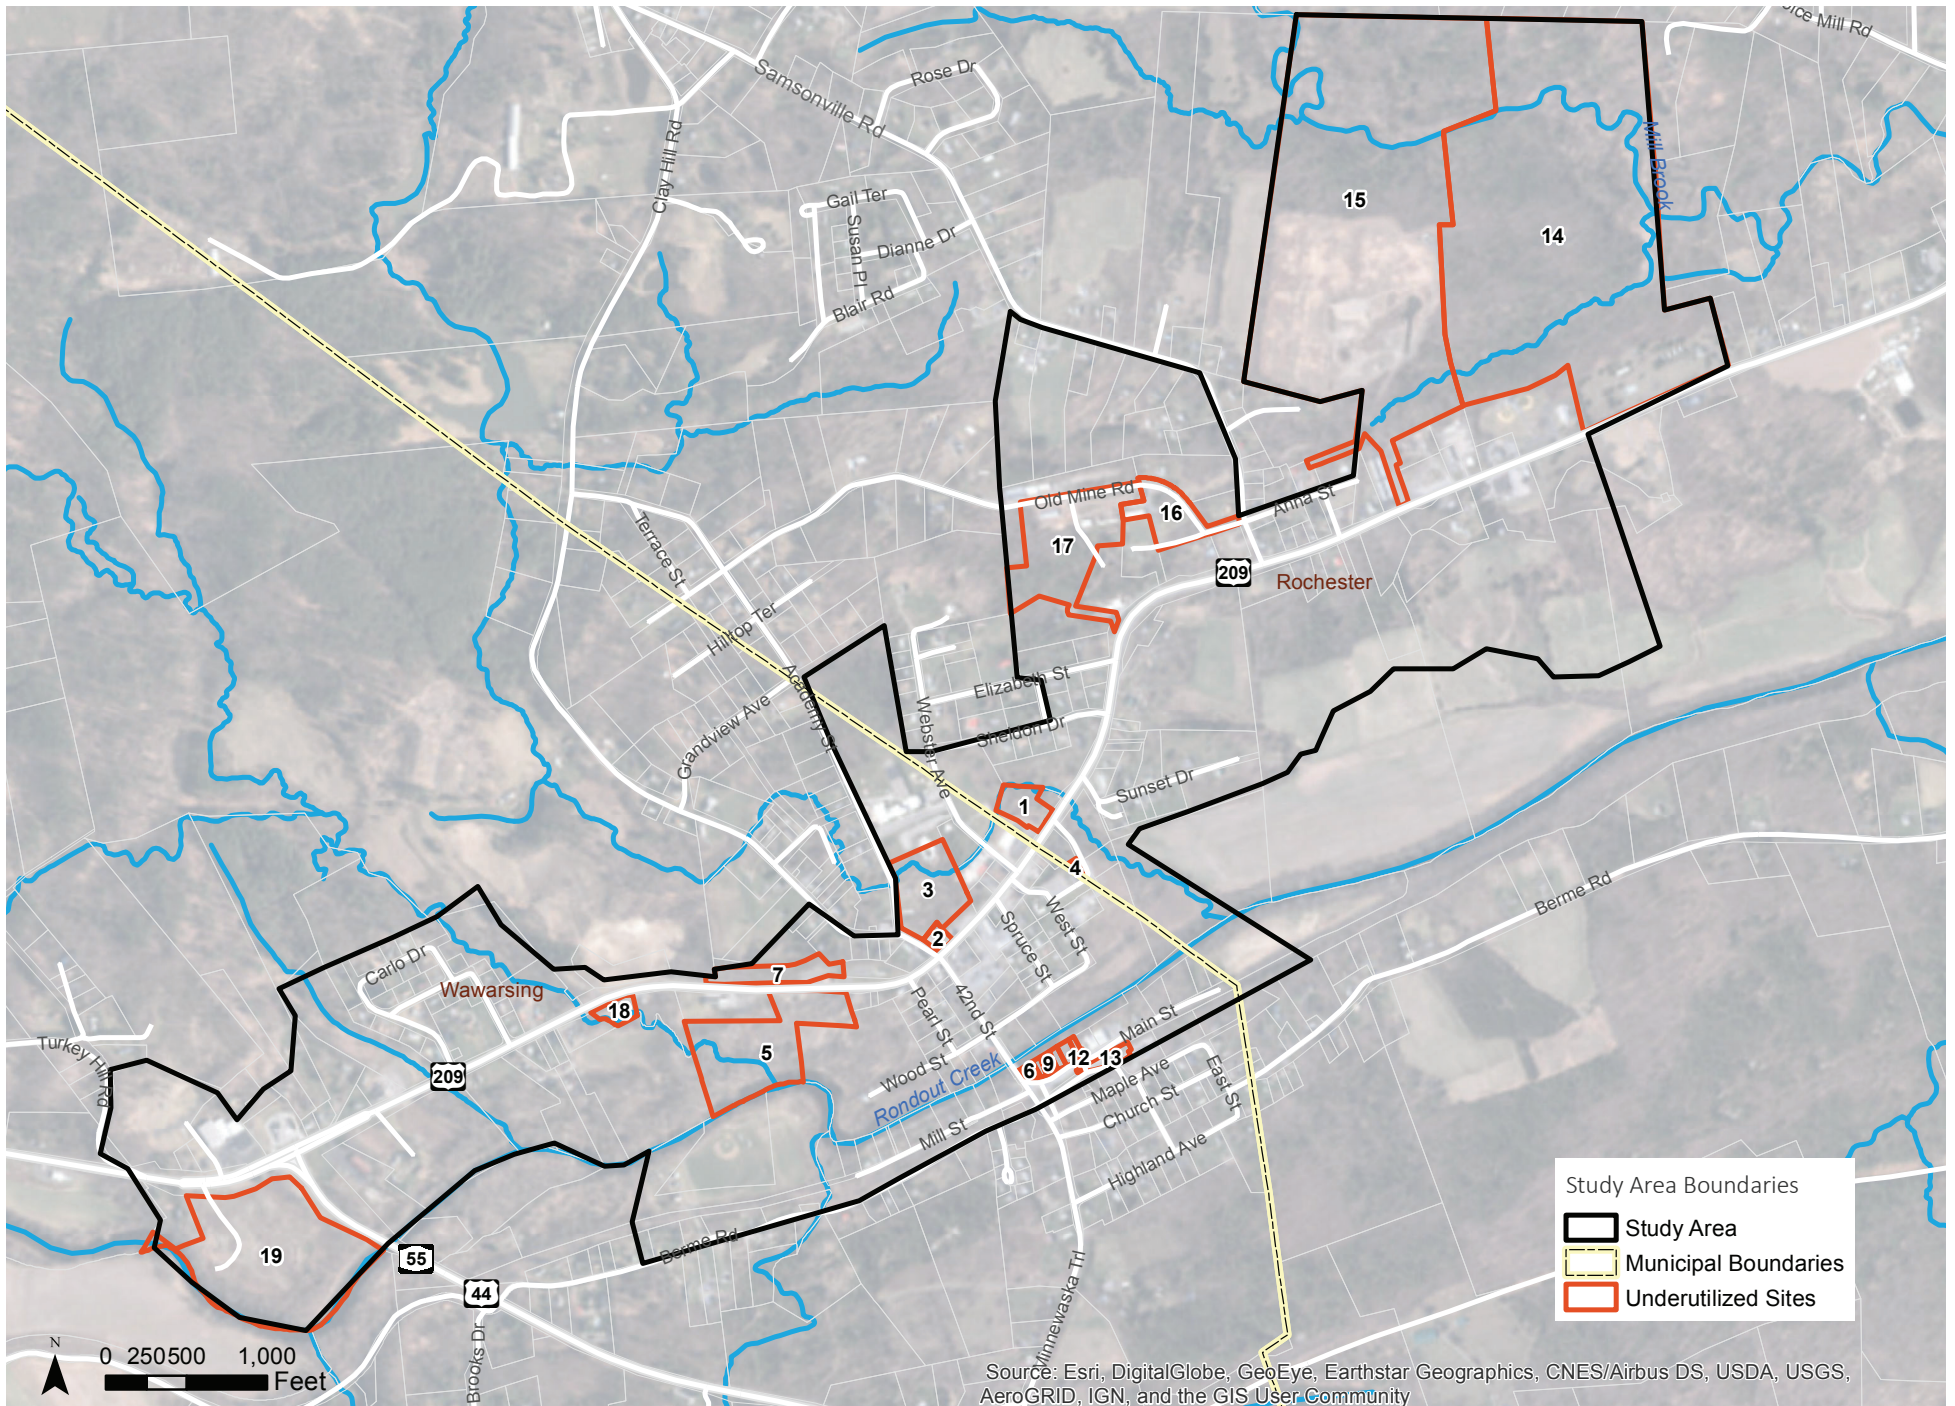 Rose Dr
Samsonville Rd
Mill Rd
Clay Hill Rd
Mill Brook
Gail Ter
Susan Pl
Dianne Dr
Blair Rd
15
14
Old Mine Rd
16
Anna St
17
209
Rochester
Terrace St
Hilltop Ter
Academy St
Grandview Ave
Elizabeth St
Webster Ave
Sheldon Dr
Sunset Dr
1
4
3
2
West St
Spruce St
Berme Rd
Carlo Dr
Wawarsing
7
18
42nd St
Pearl St
Main St
Turkey Hill Rd
209
5
Wood St
Rondout Creek
6
9
12
13
Maple Ave
East St
Church St
Mill St
Highland Ave
19
55
44
Berme Rd
Minnewaska Trl
Brooks Dr
Study Area Boundaries
Study Area
Municipal Boundaries
Underutilized Sites
N
0 250 500 1,000
Feet
Source: Esri, DigitalGlobe, GeoEye, Earthstar Geographics, CNES/Airbus DS, USDA, USGS,
AeroGRID, IGN, and the GIS User Community